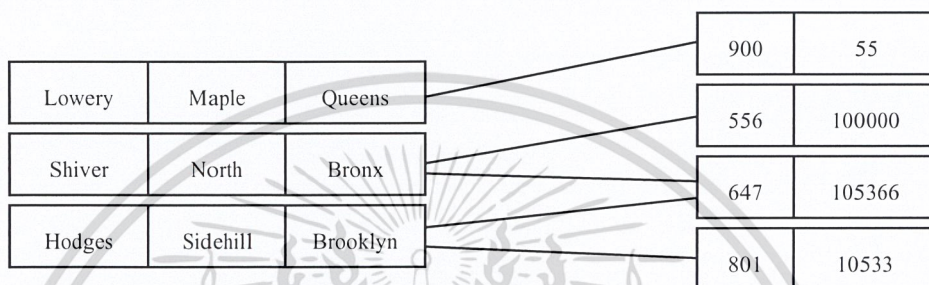 Lowery Maple Queens
Shiver North Bronx
Hodges Sidehill Brooklyn
900 55
556 100000
647 105366
801 10533